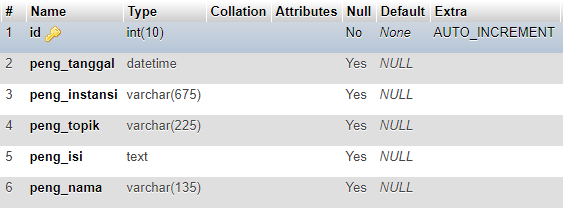 # Name Type Collation Attributes Null Default Extra
1 id int(10) No None AUTO_INCREMENT
2 peng_tanggal datetime Yes NULL
3 peng_instansi varchar(675) Yes NULL
4 peng_topik varchar(225) Yes NULL
5 peng_isi text Yes NULL
6 peng_nama varchar(135) Yes NULL